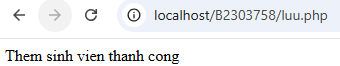 localhost/B2303758/luu.php
Them sinh vien thanh cong